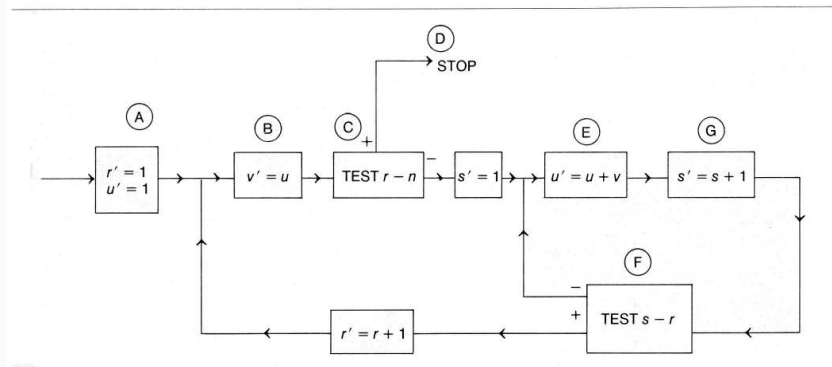 D
STOP
A
B
C
+
−
E
G
r′ = 1
u′ = 1
v′ = u
TEST r − n
s′ = 1
u′ = u + v
s′ = s + 1
F
−
+
TEST s − r
r′ = r + 1